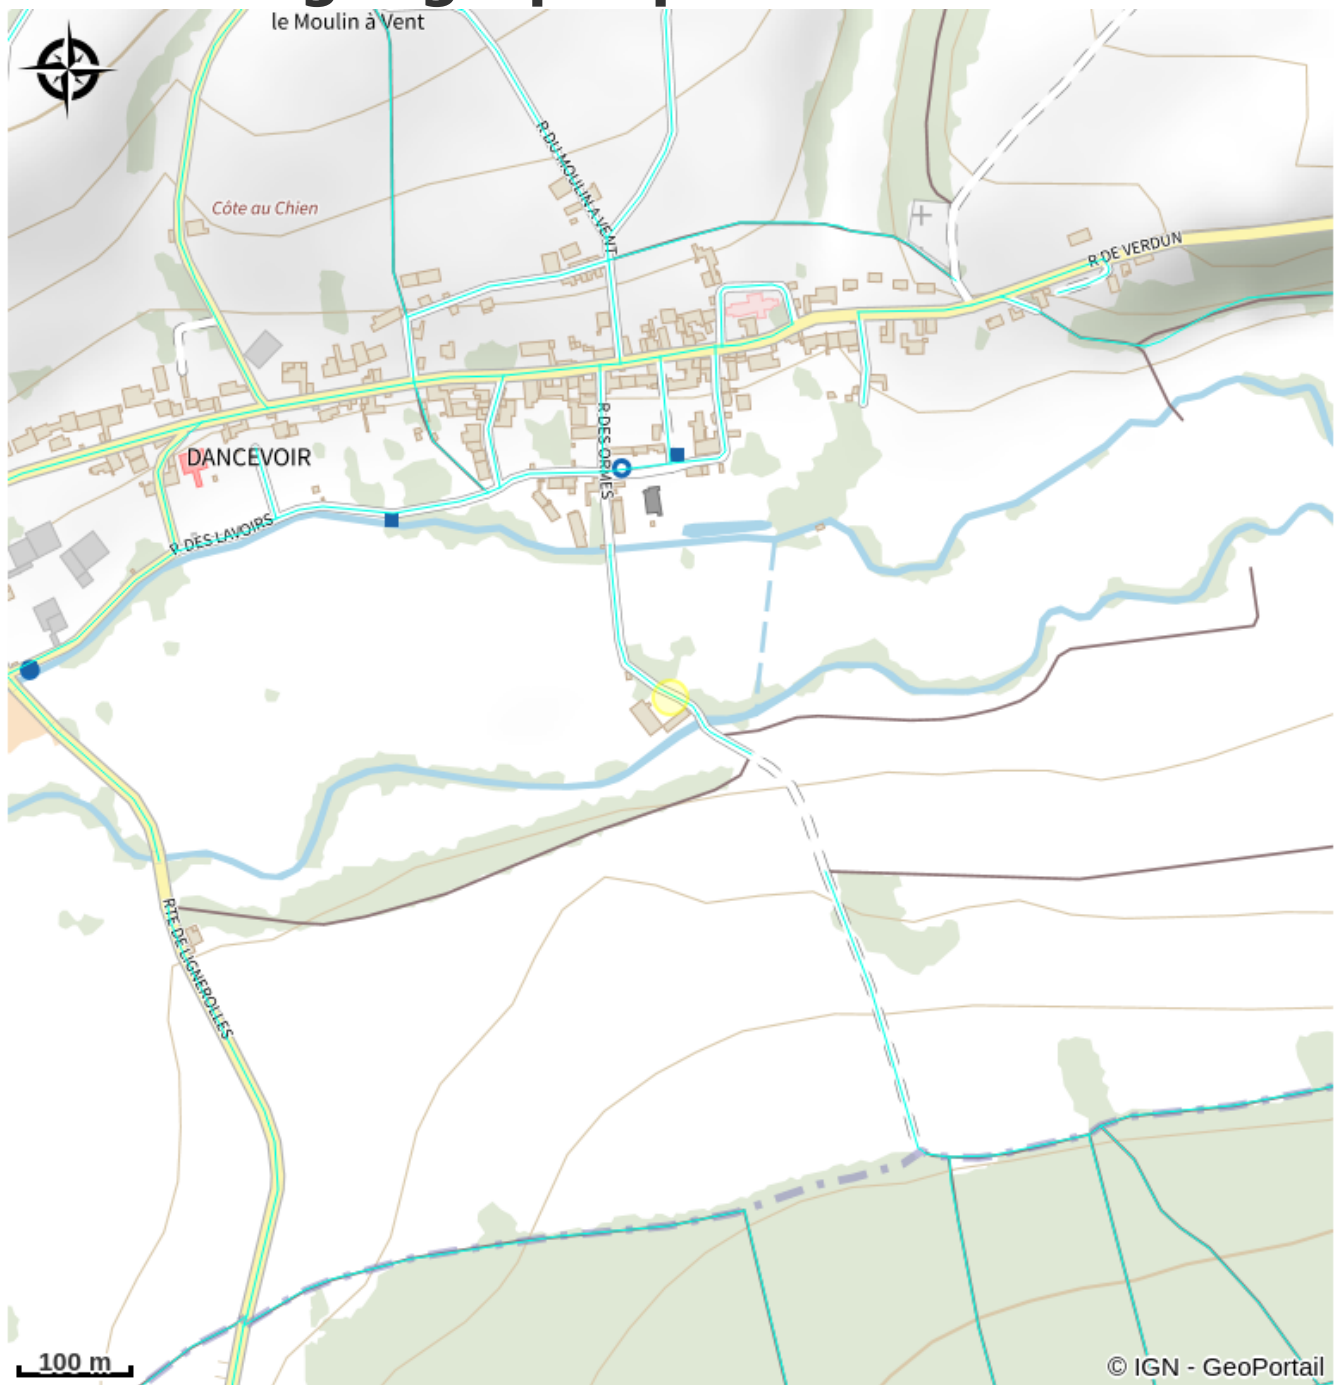 le Moulin à Vent
R DU MOULIN A VENT
Côte au Chien
R DE VERDUN
DANCEVOIR
R DES ORMES
R DES LAVOIRS
RTE DE LIGNEROLLES
100 m
© IGN - GeoPortail